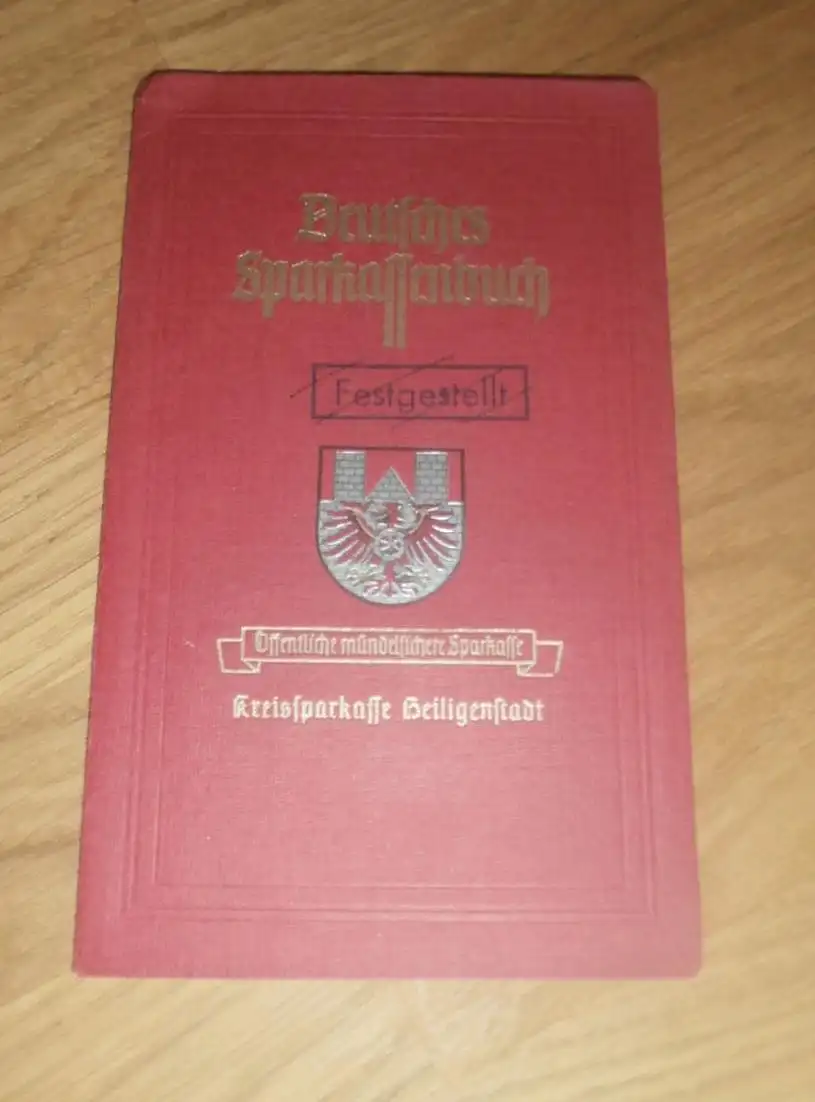 Deutsches
Sparkassenbuch
Festgestellt
Öffentliche mündelsichere Sparkasse
Kreissparkasse Heiligenstadt